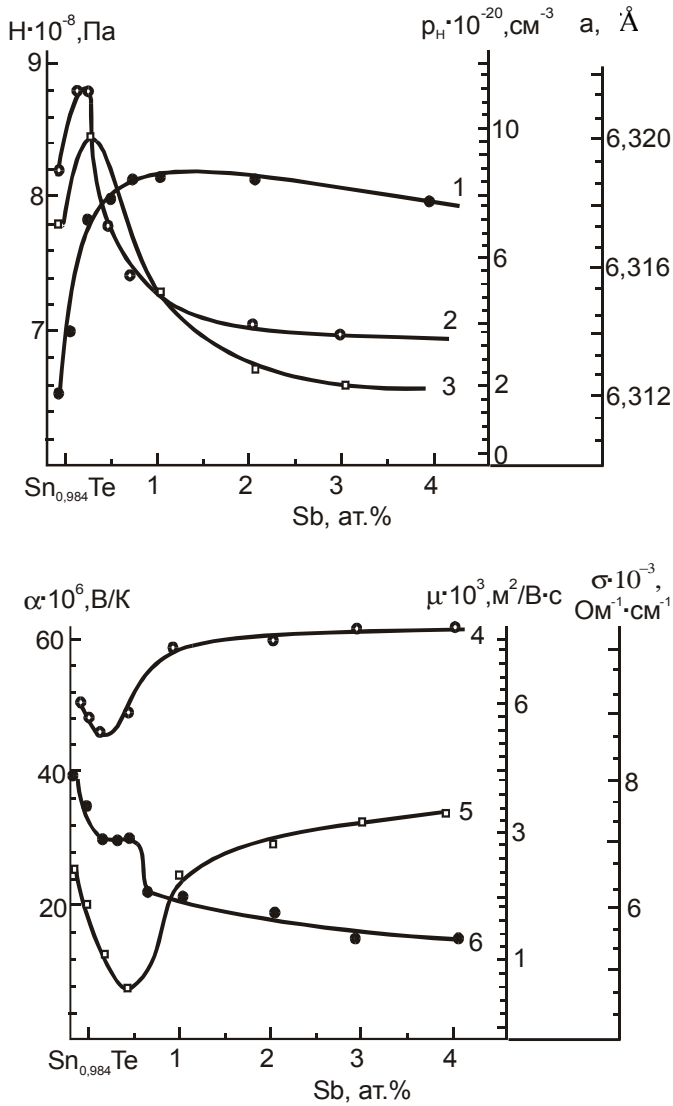 H·10⁻⁸,Па
pₕ·10⁻²⁰,см⁻³
a, Å
9
8
7
10
6
2
0
6,320
6,316
6,312
1
2
3
Sn₀,₉₈₄Te 1 2 3 4
Sb, ат.%
α·10⁶,В/К
μ·10³,м²/В·с
σ·10⁻³,
Ом⁻¹·см⁻¹
60
40
20
6
3
1
8
6
4
5
6
Sn₀,₉₈₄Te 1 2 3 4
Sb, ат.%